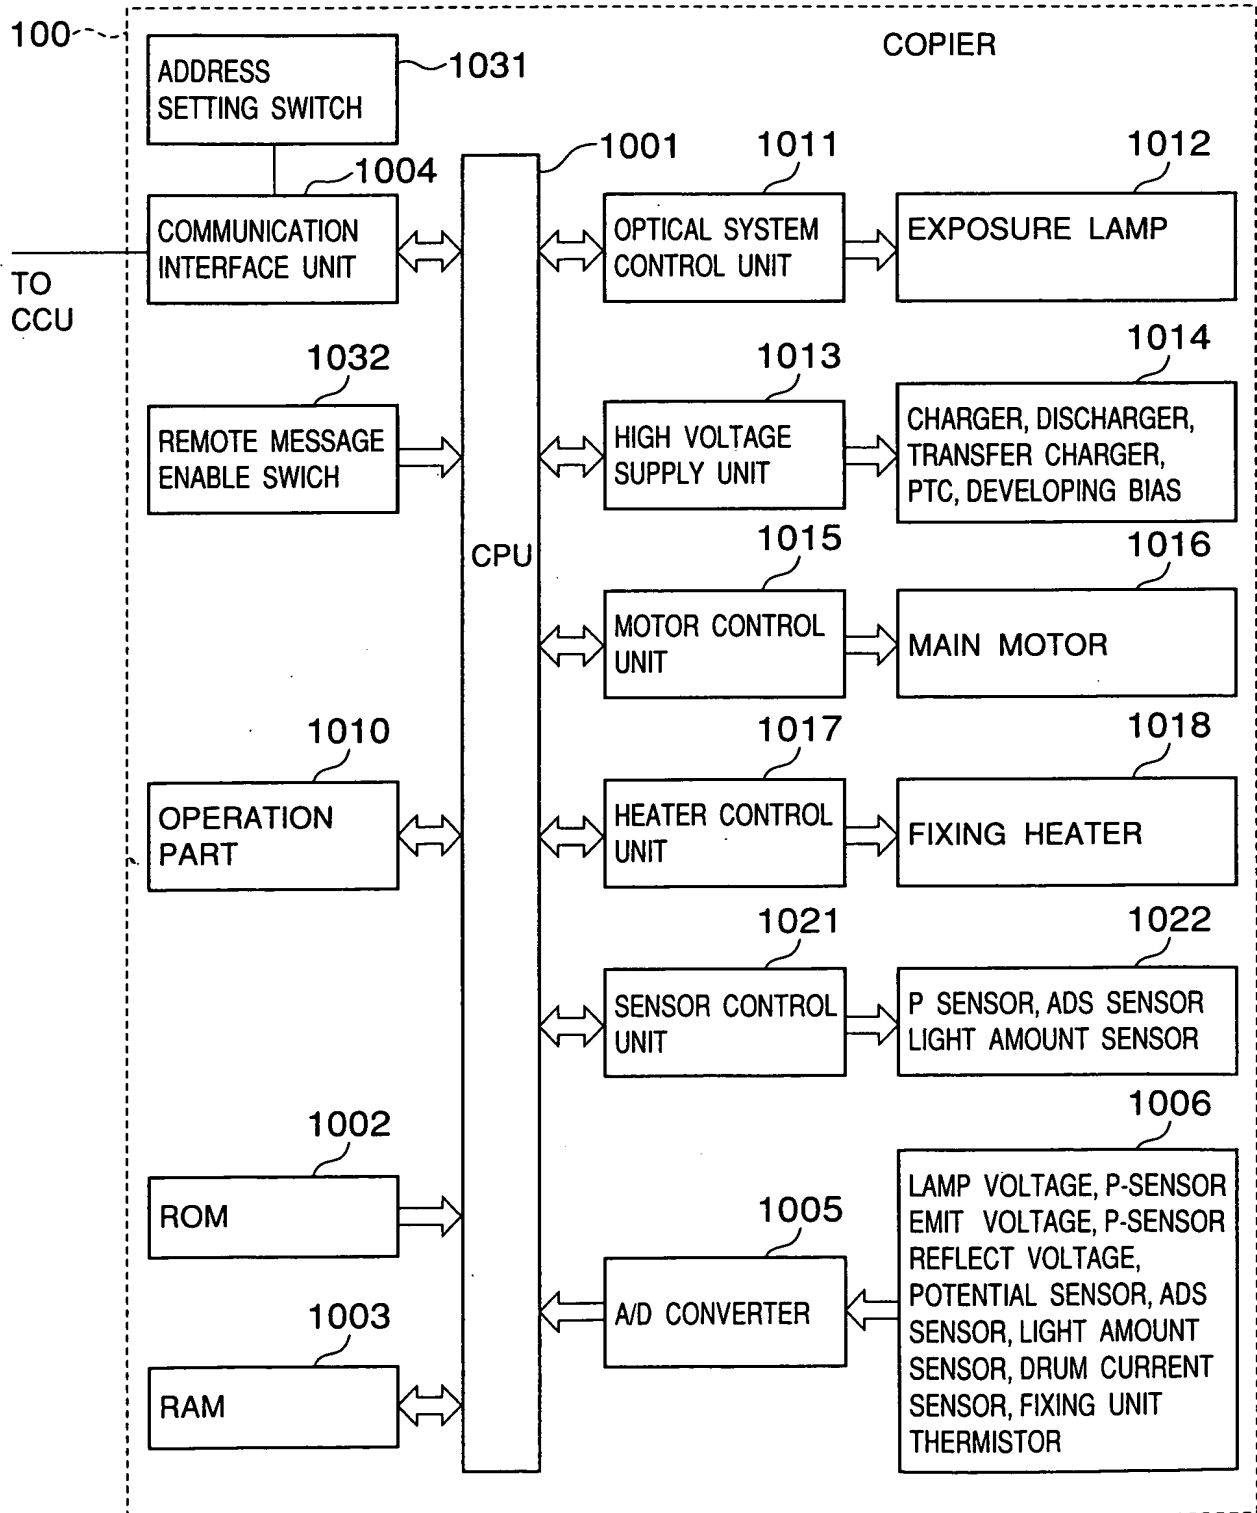 100
COPIER
ADDRESS
SETTING SWITCH
1031
1004
COMMUNICATION
INTERFACE UNIT
TO
CCU
1001
CPU
1011
OPTICAL SYSTEM
CONTROL UNIT
1012
EXPOSURE LAMP
1032
REMOTE MESSAGE
ENABLE SWICH
1013
HIGH VOLTAGE
SUPPLY UNIT
1014
CHARGER, DISCHARGER,
TRANSFER CHARGER,
PTC, DEVELOPING BIAS
1015
MOTOR CONTROL
UNIT
1016
MAIN MOTOR
1010
OPERATION
PART
1017
HEATER CONTROL
UNIT
1018
FIXING HEATER
1021
SENSOR CONTROL
UNIT
1022
P SENSOR, ADS SENSOR
LIGHT AMOUNT SENSOR
1002
ROM
1003
RAM
1005
A/D CONVERTER
1006
LAMP VOLTAGE, P-SENSOR
EMIT VOLTAGE, P-SENSOR
REFLECT VOLTAGE,
POTENTIAL SENSOR, ADS
SENSOR, LIGHT AMOUNT
SENSOR, DRUM CURRENT
SENSOR, FIXING UNIT
THERMISTOR